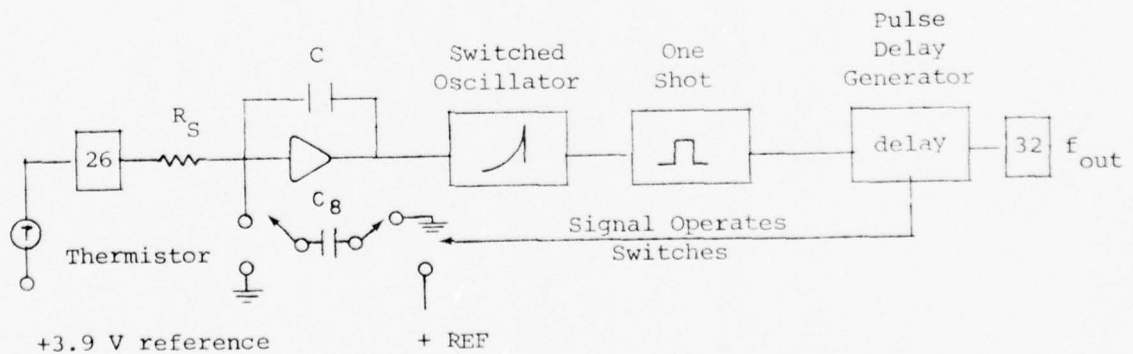 Pulse
Delay
Generator
Switched
Oscillator
One
Shot
C
R_S
26
delay
32
f_out
C_8
T
Thermistor
Signal Operates
Switches
+3.9 V reference
+ REF